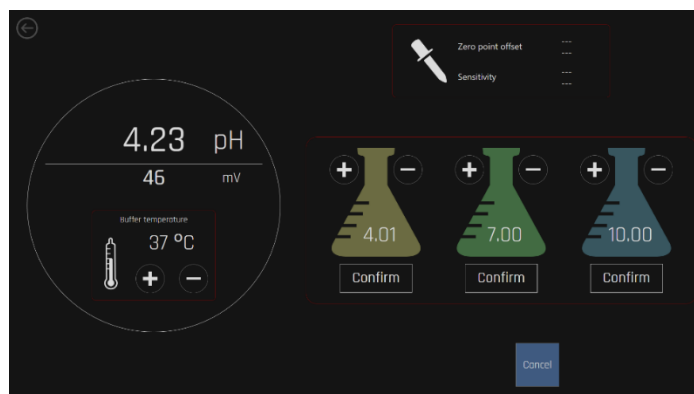 Zero point offset
---
---
Sensitivity
---
---
4.23 pH
46 mV
Buffer temperature
37 °C
+ −
+ − + − + −
4.01 7.00 10.00
Confirm Confirm Confirm
Cancel